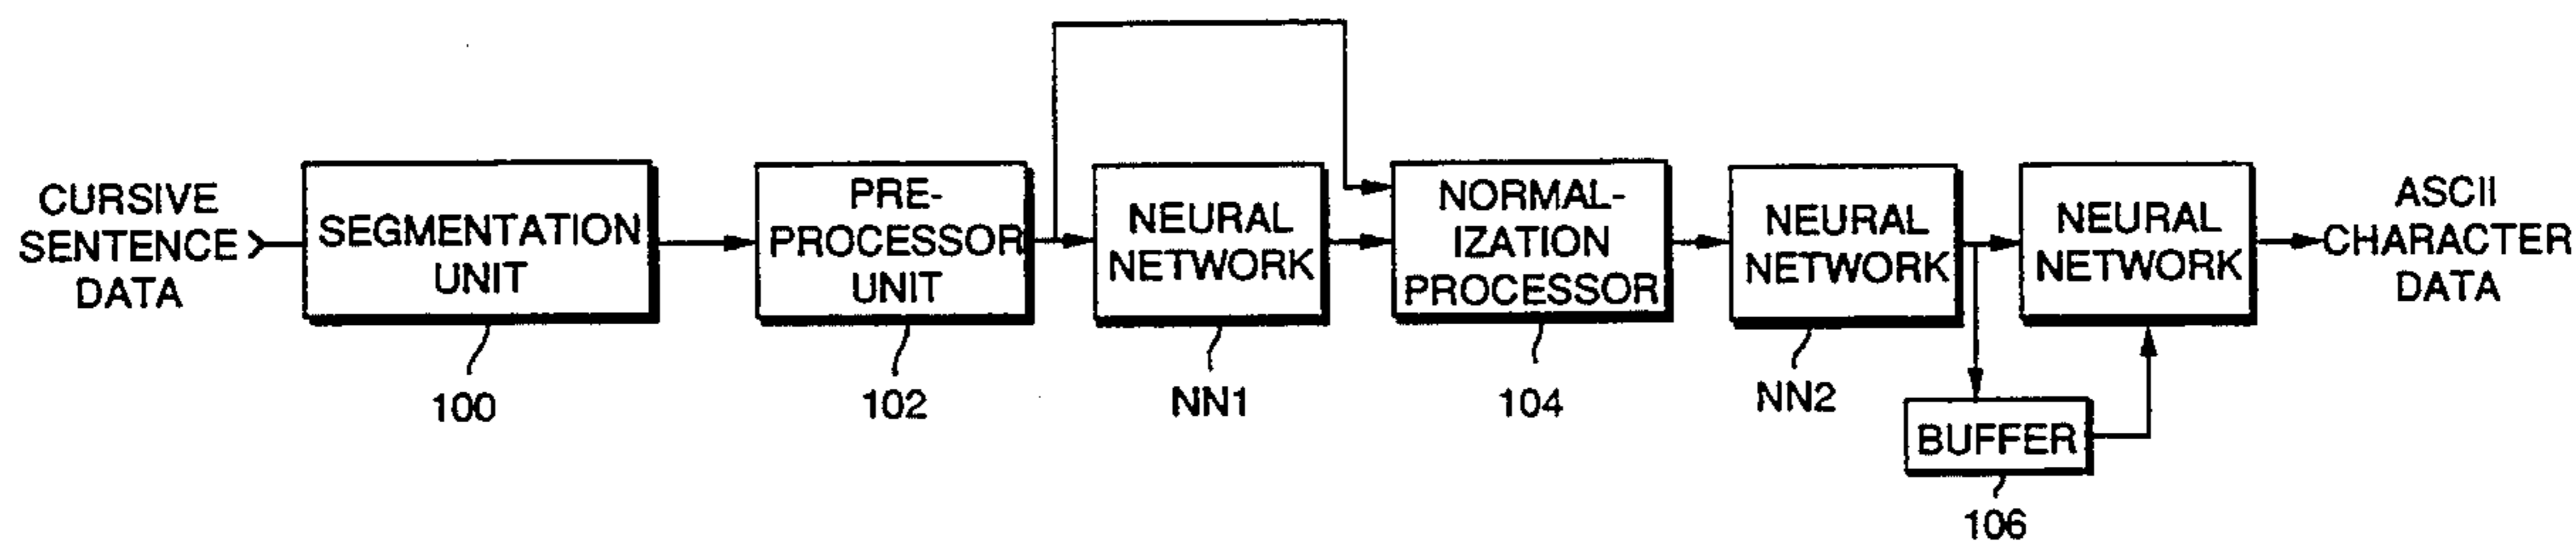 CURSIVE
SENTENCE
DATA
SEGMENTATION
UNIT
100
PRE-
PROCESSOR
UNIT
102
NEURAL
NETWORK
NN1
NORMAL-
IZATION
PROCESSOR
104
NEURAL
NETWORK
NN2
BUFFER
106
NEURAL
NETWORK
ASCII
CHARACTER
DATA